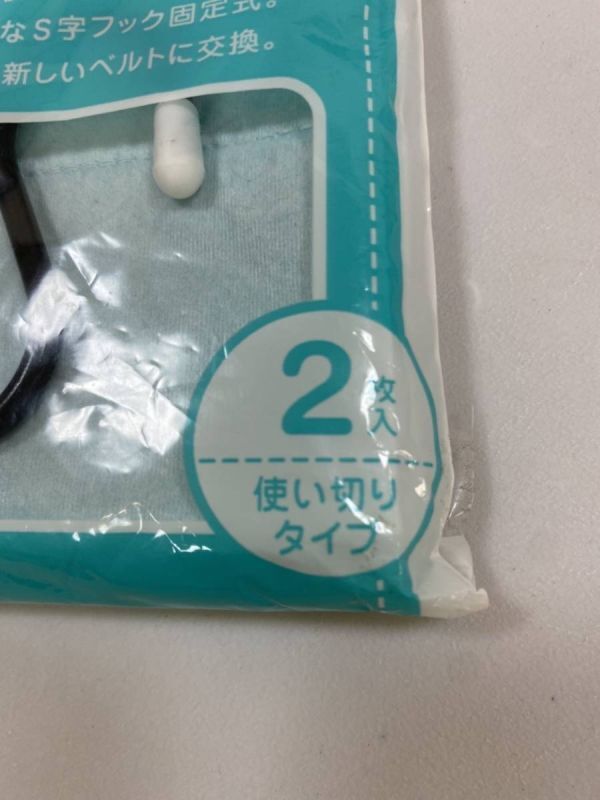 なS字フック固定式。
新しいベルトに交換。
2枚入
使い切り
タイプ